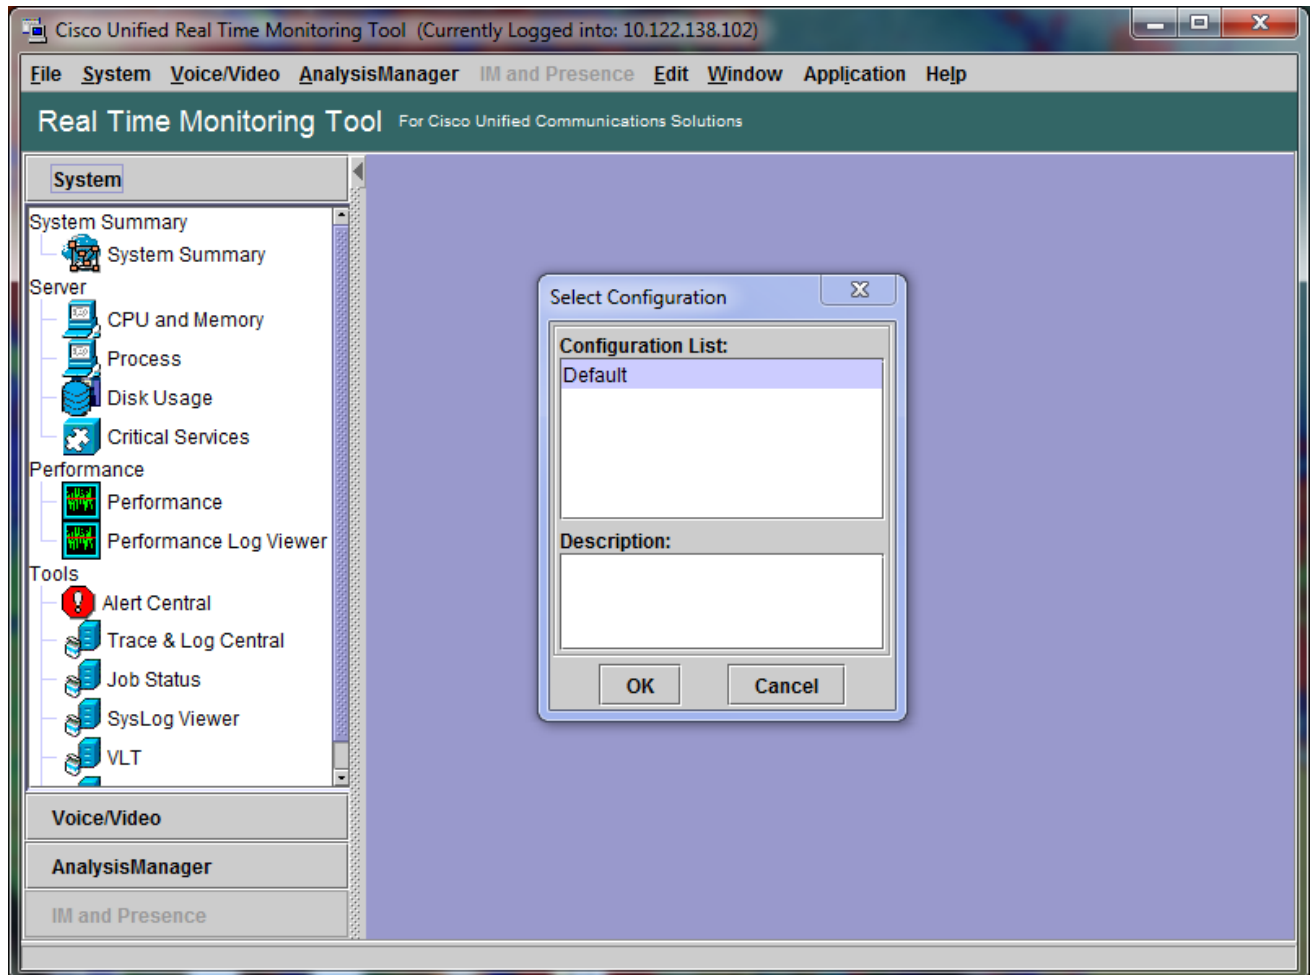 Cisco Unified Real Time Monitoring Tool (Currently Logged into: 10.122.138.102)
File System Voice/Video AnalysisManager IM and Presence Edit Window Application Help
Real Time Monitoring Tool For Cisco Unified Communications Solutions
System
System Summary
System Summary
Server
CPU and Memory
Process
Disk Usage
Critical Services
Performance
Performance
Performance Log Viewer
Tools
Alert Central
Trace & Log Central
Job Status
SysLog Viewer
VLT
Voice/Video
AnalysisManager
IM and Presence
Select Configuration
Configuration List:
Default
Description:
OK Cancel